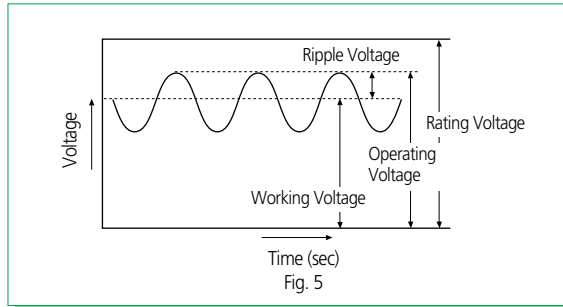 Ripple Voltage
Rating Voltage
Operating
Voltage
Working Voltage
Voltage
Time (sec)
Fig. 5